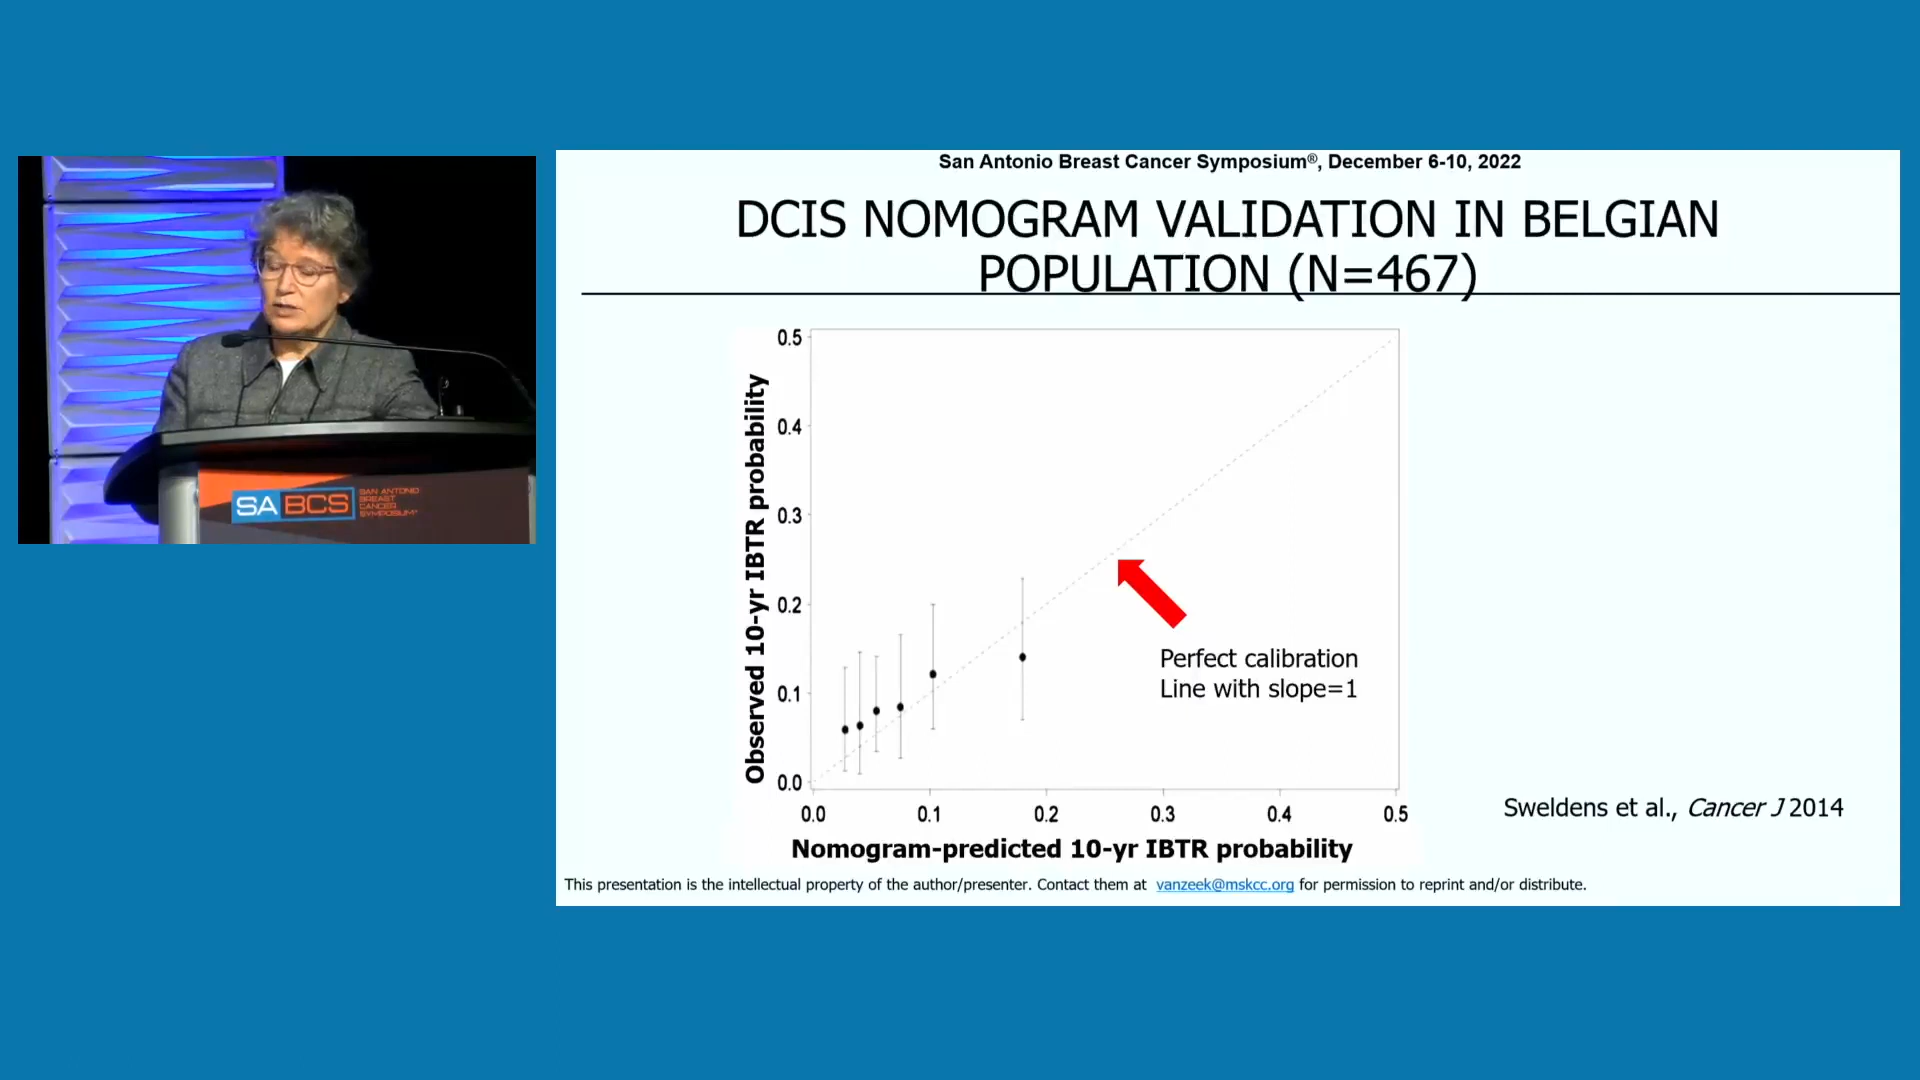 SA BCS
SAN ANTONIO
BREAST
CANCER
SYMPOSIUM®
San Antonio Breast Cancer Symposium®, December 6-10, 2022
DCIS NOMOGRAM VALIDATION IN BELGIAN
POPULATION (N=467)
Observed 10-yr IBTR probability
0.5
0.4
0.3
0.2
0.1
0.0
Perfect calibration
Line with slope=1
0.0 0.1 0.2 0.3 0.4 0.5
Nomogram-predicted 10-yr IBTR probability
Sweldens et al., Cancer J 2014
This presentation is the intellectual property of the author/presenter. Contact them at vanzeek@mskcc.org for permission to reprint and/or distribute.